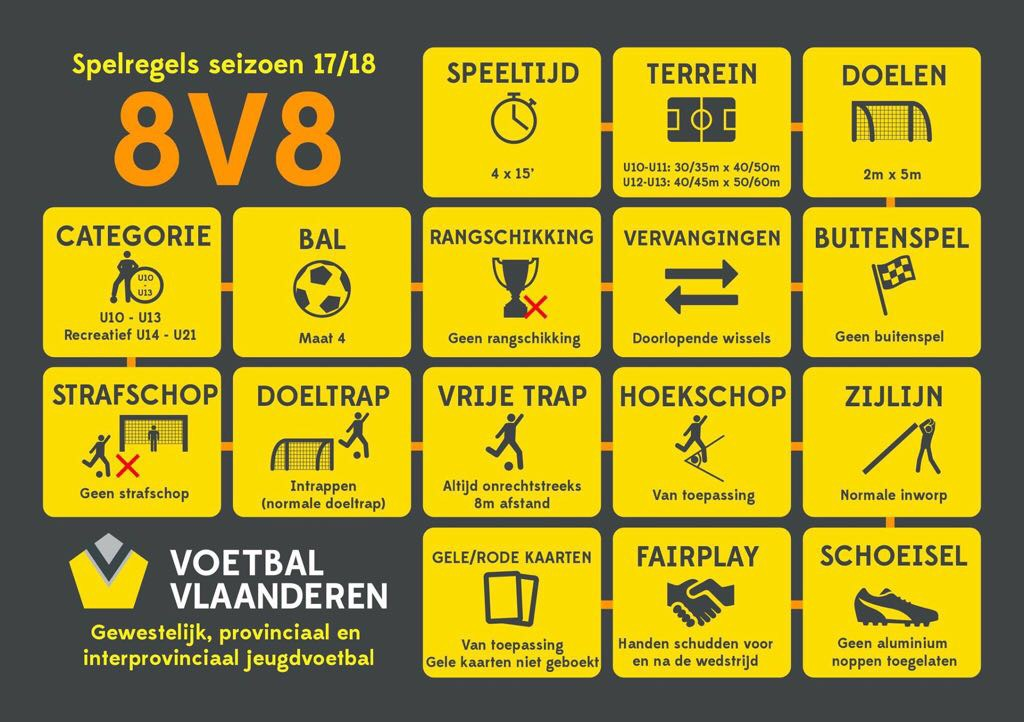 Spelregels seizoen 17/18
8V8
SPEELTIJD
4 x 15'
TERREIN
U10-U11: 30/35m x 40/50m
U12-U13: 40/45m x 50/60m
DOELEN
2m x 5m
CATEGORIE
U10
-
U13
U10 - U13
Recreatief U14 - U21
BAL
Maat 4
RANGSCHIKKING
Geen rangschikking
VERVANGINGEN
Doorlopende wissels
BUITENSPEL
Geen buitenspel
STRAFSCHOP
Geen strafschop
DOELTRAP
Intrappen
(normale doeltrap)
VRIJE TRAP
Altijd onrechtstreeks
8m afstand
HOEKSCHOP
Van toepassing
ZIJLIJN
Normale inworp
VOETBAL
VLAANDEREN
Gewestelijk, provinciaal en
interprovinciaal jeugdvoetbal
GELE/RODE KAARTEN
Van toepassing
Gele kaarten niet geboekt
FAIRPLAY
Handen schudden voor
en na de wedstrijd
SCHOEISEL
Geen aluminium
noppen toegelaten